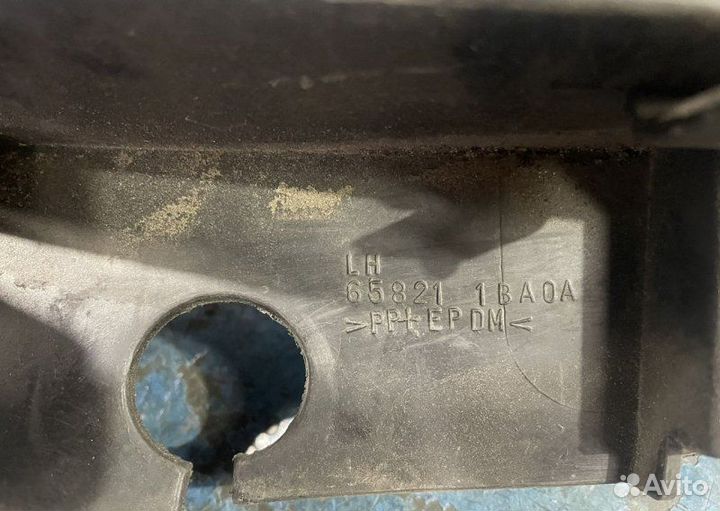 LH
65821 1BA0A
>PP+EPDM<
Avito